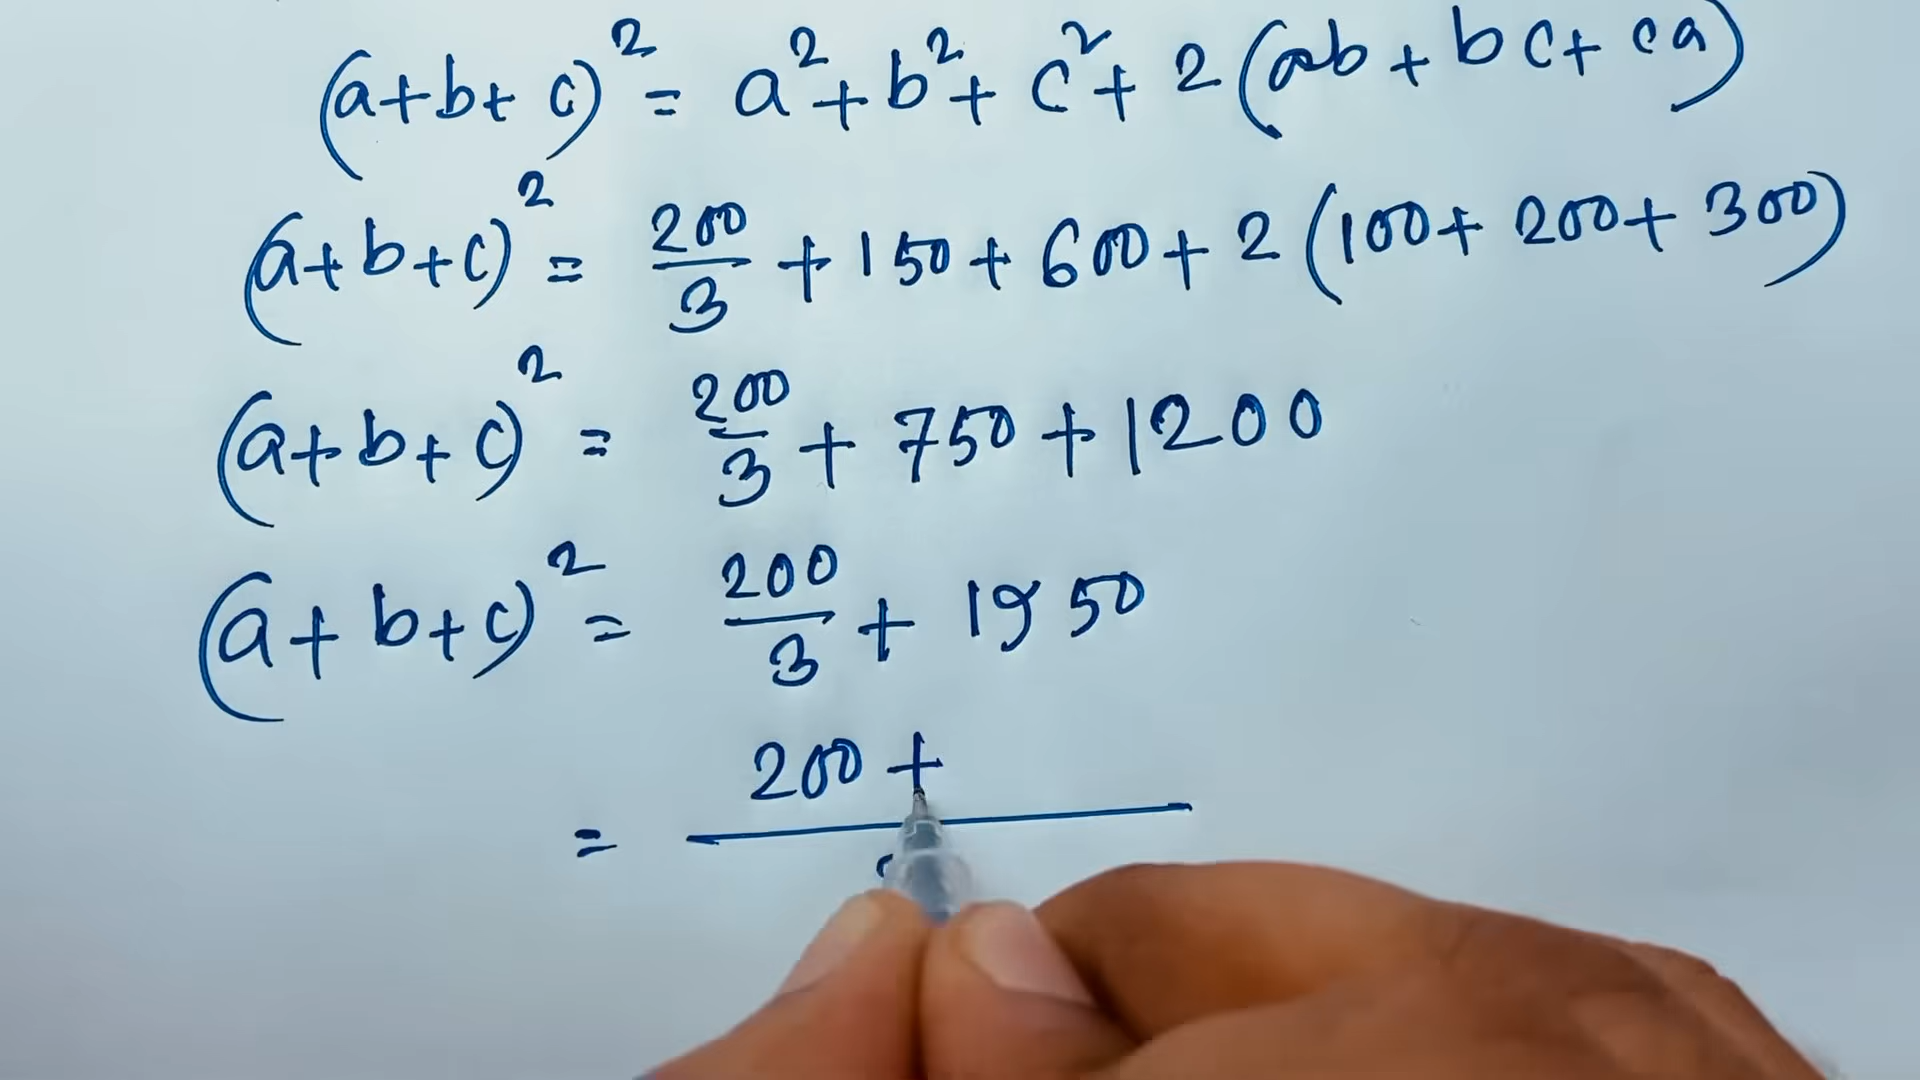 (a+b+c)² = a²+b²+c²+2(ab+bc+ca)
(a+b+c)² = 200/3 + 150 + 600 + 2(100+200+300)
(a+b+c)² = 200/3 + 750 + 1200
(a+b+c)² = 200/3 + 1950
= 200 +